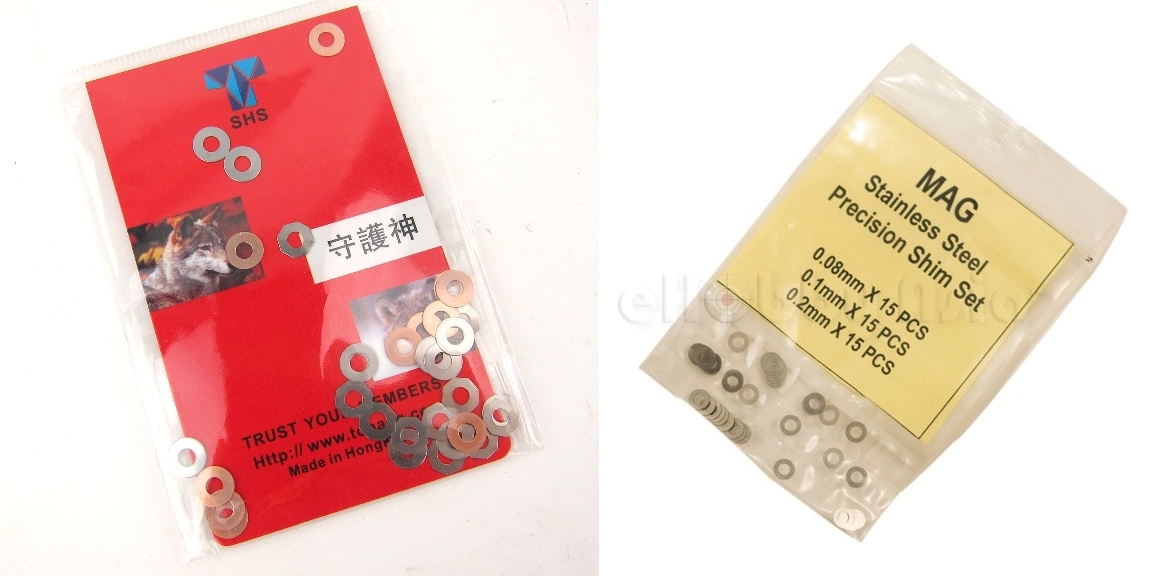 SHS
守護神
TRUST YOUR MEMBERS
Http:// www.
Made in Hong
MAG
Stainless Steel
Precision Shim Set
0.08mm X 15 PCS
0.1mm X 15 PCS
0.2mm X 15 PCS